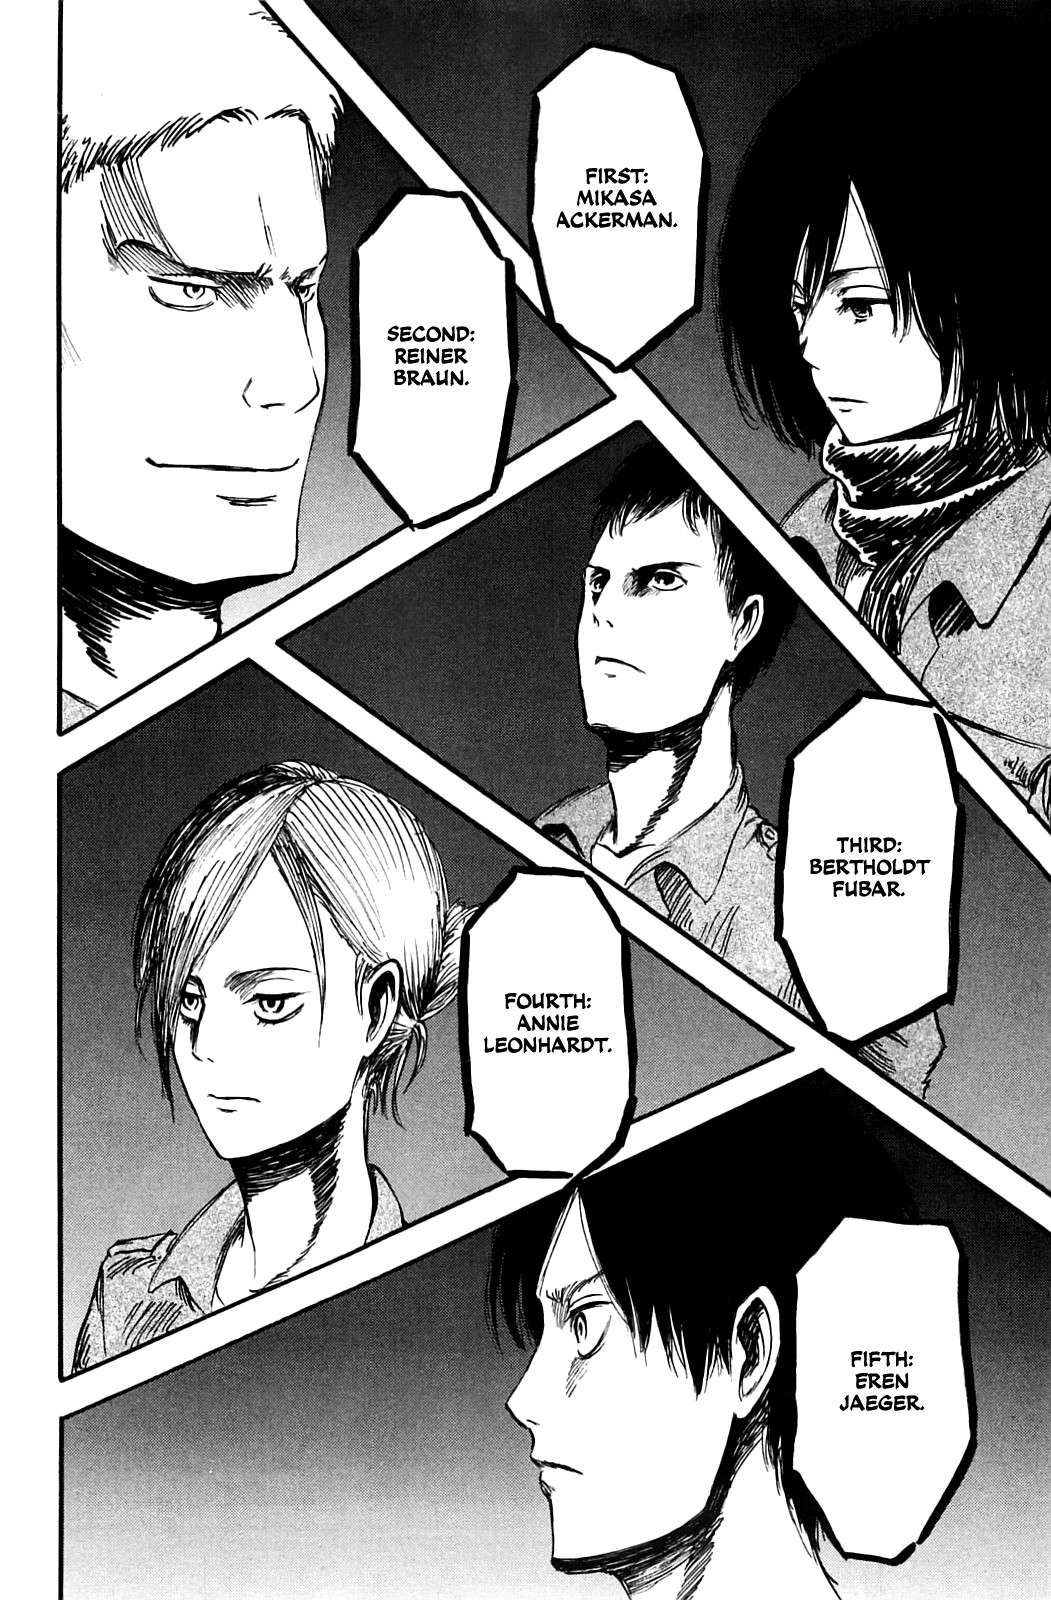 FIRST:
MIKASA
ACKERMAN.
SECOND:
REINER
BRAUN.
THIRD:
BERTHOLDT
FUBAR.
FOURTH:
ANNIE
LEONHARDT.
FIFTH:
EREN
JAEGER.